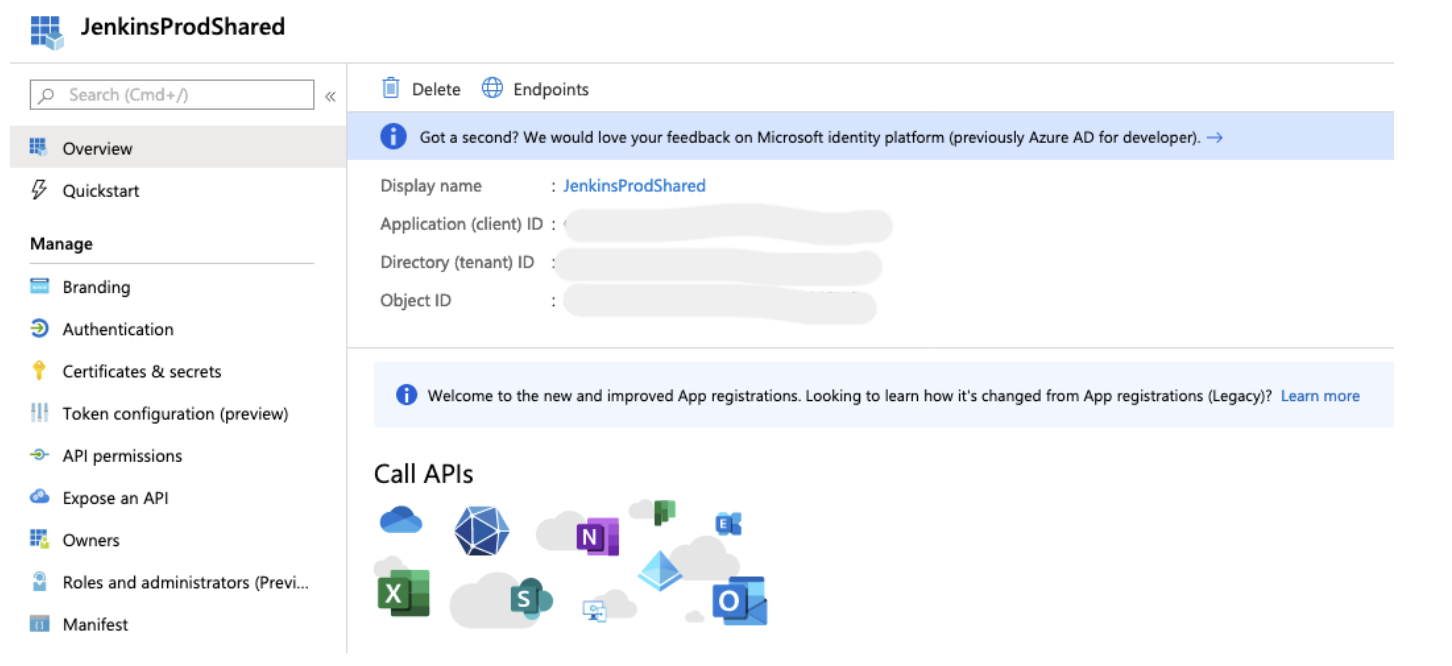 JenkinsProdShared
Search (Cmd+/)
«
Overview
Quickstart
Manage
Branding
Authentication
Certificates & secrets
Token configuration (preview)
API permissions
Expose an API
Owners
Roles and administrators (Previ...
Manifest
Delete
Endpoints
Got a second? We would love your feedback on Microsoft identity platform (previously Azure AD for developer). →
Display name : JenkinsProdShared
Application (client) ID :
Directory (tenant) ID :
Object ID :
Welcome to the new and improved App registrations. Looking to learn how it's changed from App registrations (Legacy)? Learn more
Call APIs
N
E
X
S
O